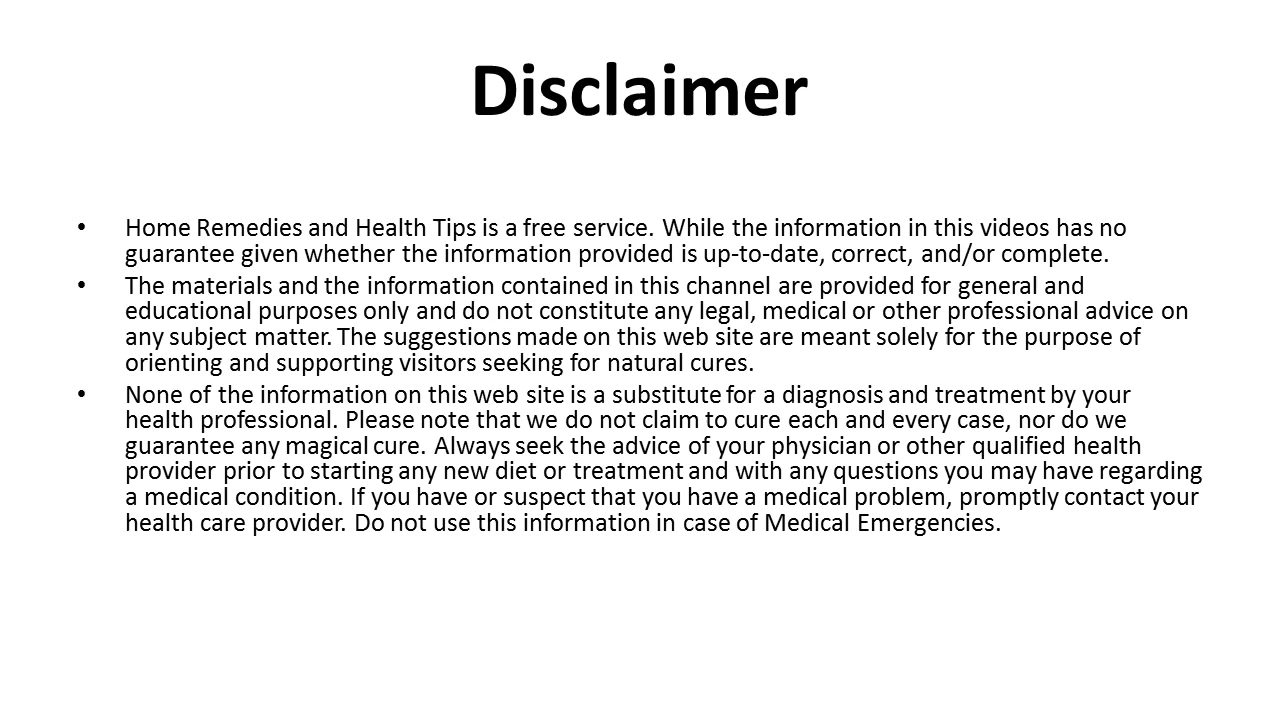 Disclaimer
• Home Remedies and Health Tips is a free service. While the information in this videos has no
guarantee given whether the information provided is up-to-date, correct, and/or complete.
• The materials and the information contained in this channel are provided for general and
educational purposes only and do not constitute any legal, medical or other professional advice on
any subject matter. The suggestions made on this web site are meant solely for the purpose of
orienting and supporting visitors seeking for natural cures.
• None of the information on this web site is a substitute for a diagnosis and treatment by your
health professional. Please note that we do not claim to cure each and every case, nor do we
guarantee any magical cure. Always seek the advice of your physician or other qualified health
provider prior to starting any new diet or treatment and with any questions you may have regarding
a medical condition. If you have or suspect that you have a medical problem, promptly contact your
health care provider. Do not use this information in case of Medical Emergencies.